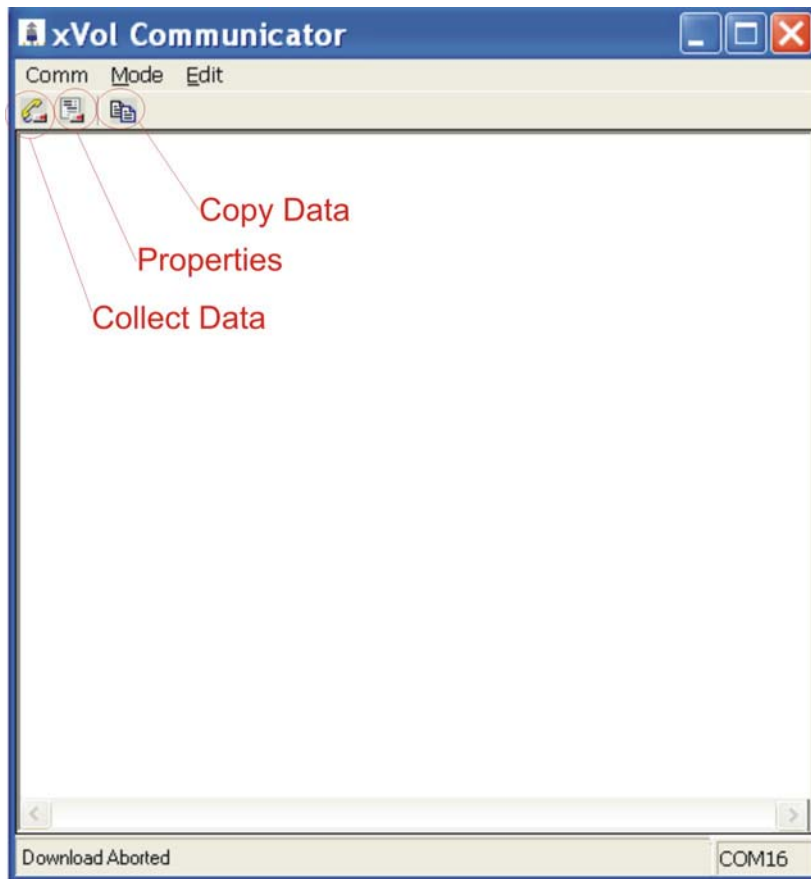 xVol Communicator
Comm Mode Edit
Copy Data
Properties
Collect Data
Download Aborted COM16